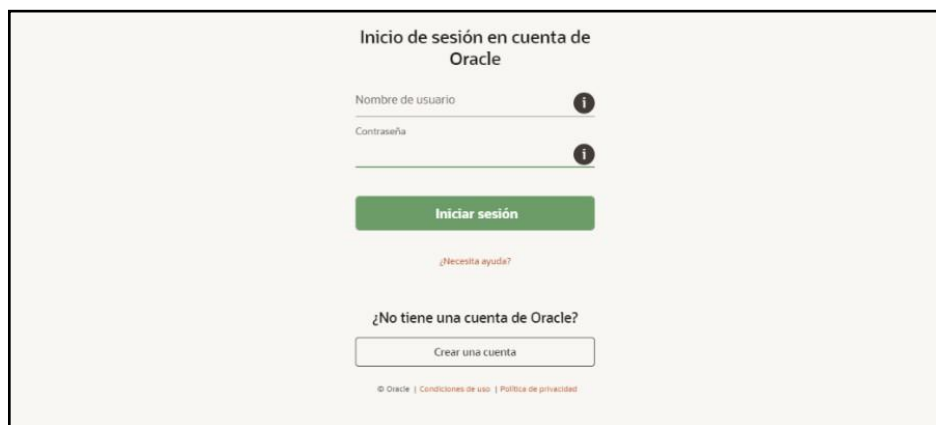 Inicio de sesión en cuenta de
Oracle
Nombre de usuario
i
Contraseña
i
Iniciar sesión
¿Necesita ayuda?
¿No tiene una cuenta de Oracle?
Crear una cuenta
© Oracle | Condiciones de uso | Política de privacidad